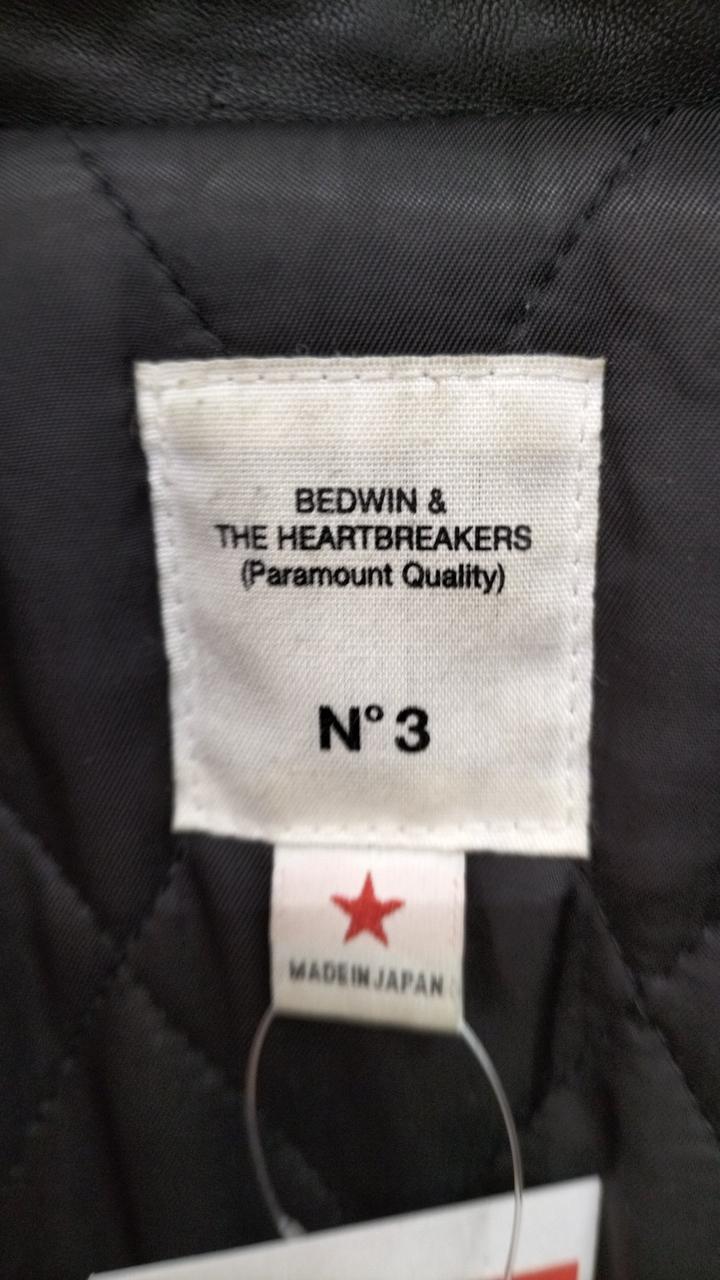 BEDWIN &
THE HEARTBREAKERS
(Paramount Quality)
N° 3
MADE IN JAPAN